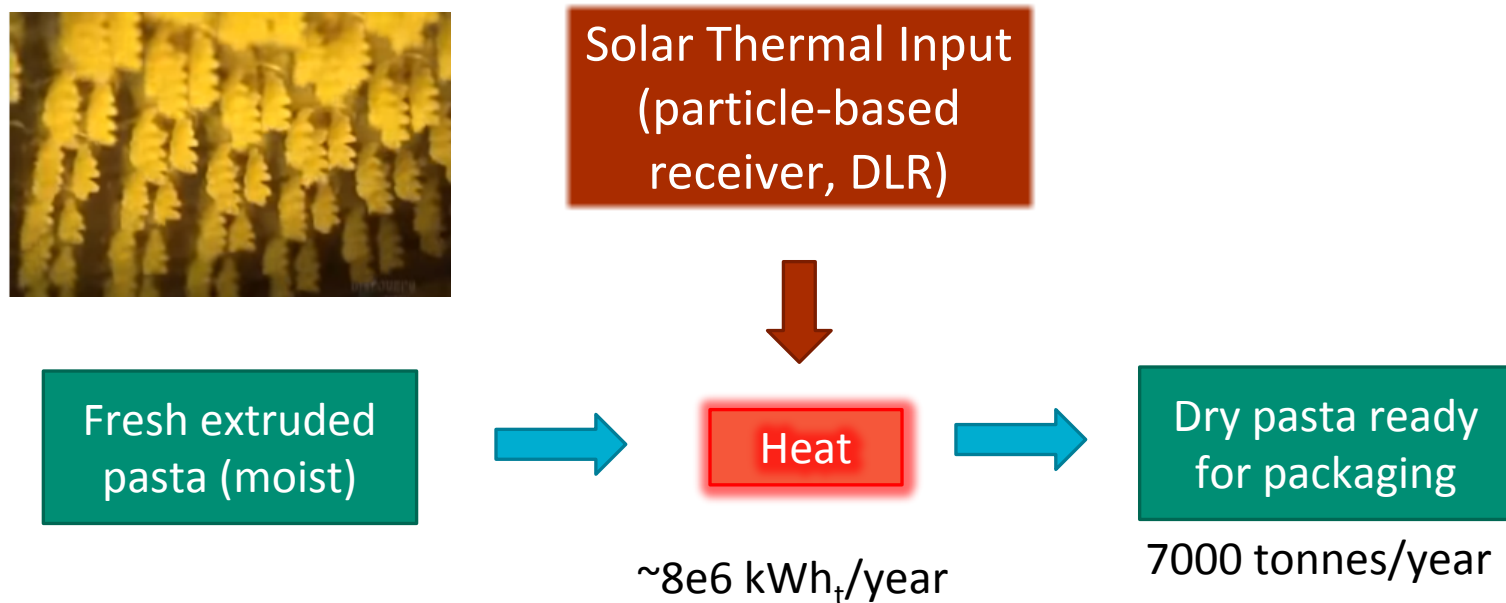 Solar Thermal Input
(particle-based
receiver, DLR)
Fresh extruded
pasta (moist)
Heat
Dry pasta ready
for packaging
~8e6 kWhₜ/year
7000 tonnes/year